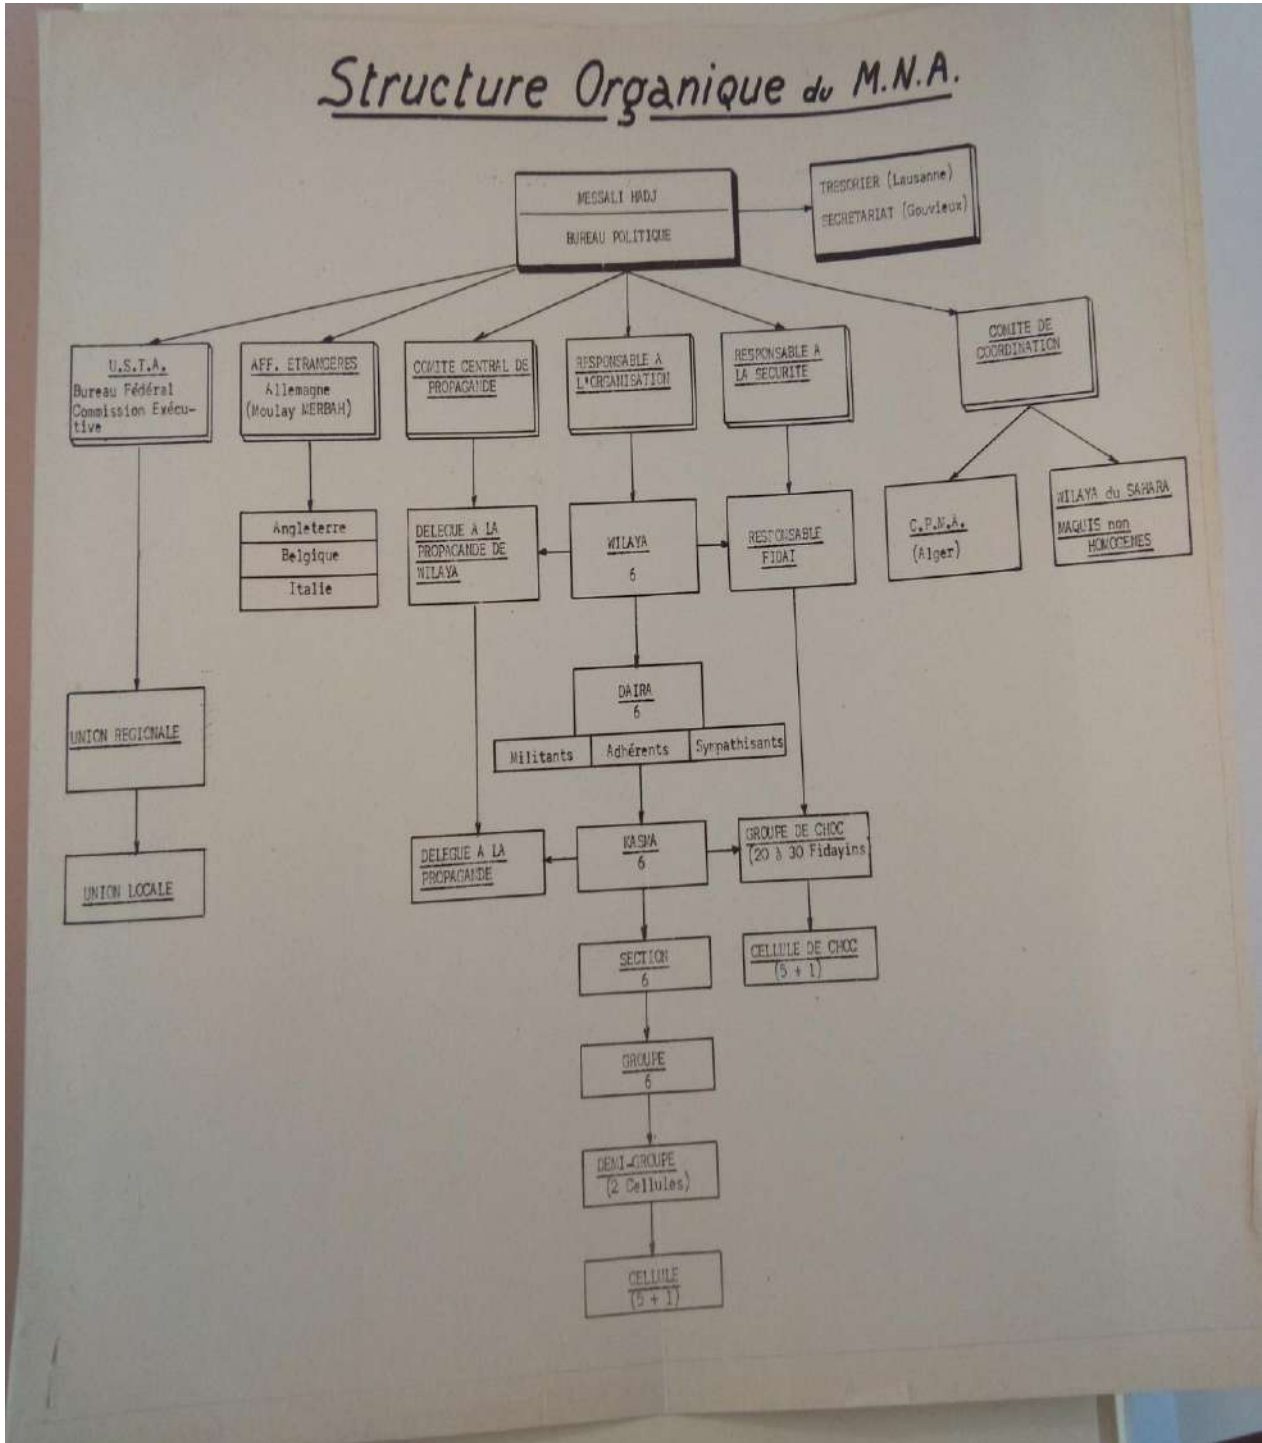 Structure Organique du M.N.A.
MESSALI HADJ
BUREAU POLITIQUE
TRESORIER (Lausanne)
SECRETARIAT (Gouvieux)
U.S.T.A.
Bureau Fédéral
Commission Exécu-
tive
AFF. ETRANGERES
Allemagne
(Moulay MERBAH)
COMITE CENTRAL DE
PROPAGANDE
RESPONSABLE A
L'ORGANISATION
RESPONSABLE A
LA SECURITE
COMITE DE
COORDINATION
Angleterre
Belgique
Italie
DELEGUE A LA
PROPAGANDE DE
WILAYA
WILAYA
6
RESPONSABLE
FIDAI
C.P.N.A.
(Alger)
WILAYA du SAHARA
MAQUIS non
HOMOGENES
UNION REGIONALE
DAIRA
6
Militants
Adhérents
Sympathisants
UNION LOCALE
DELEGUE A LA
PROPAGANDE
KASMA
6
GROUPE DE CHOC
(20 à 30 Fidayins
SECTION
6
CELLULE DE CHOC
(5 + 1)
GROUPE
6
DEMI-GROUPE
(2 Cellules)
CELLULE
(5 + 1)